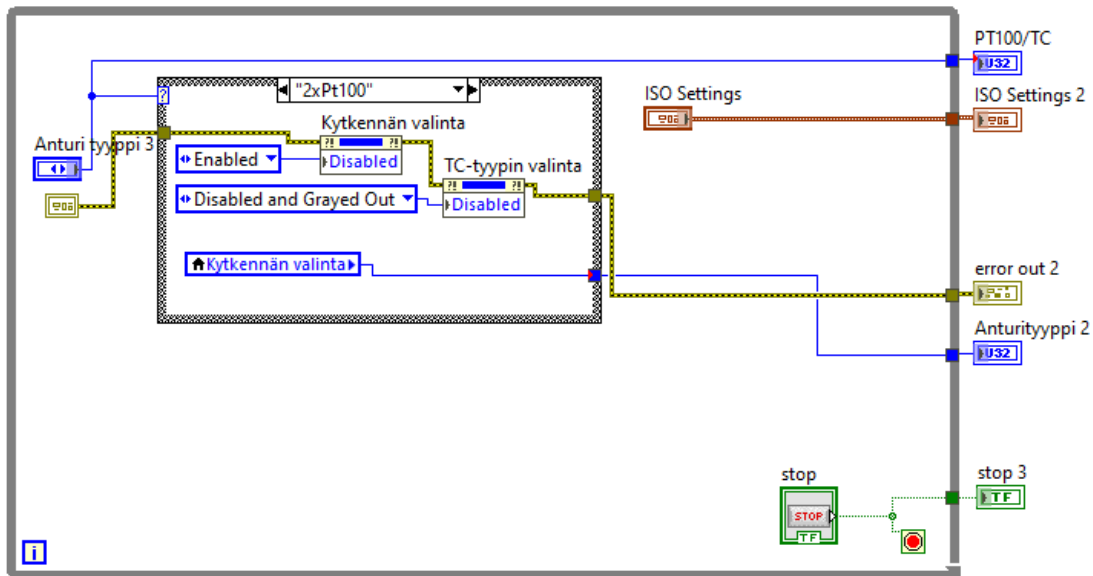 PT100/TC
U32
"2xPt100"
?
ISO Settings
ISO Settings 2
Kytkennän valinta
Anturi tyyppi 3
Enabled
?!
?!
Disabled
TC-tyypin valinta
?!
?!
Disabled and Grayed Out
Disabled
Kytkennän valinta
error out 2
Anturityyppi 2
U32
stop
stop 3
STOP
TF
TF
i